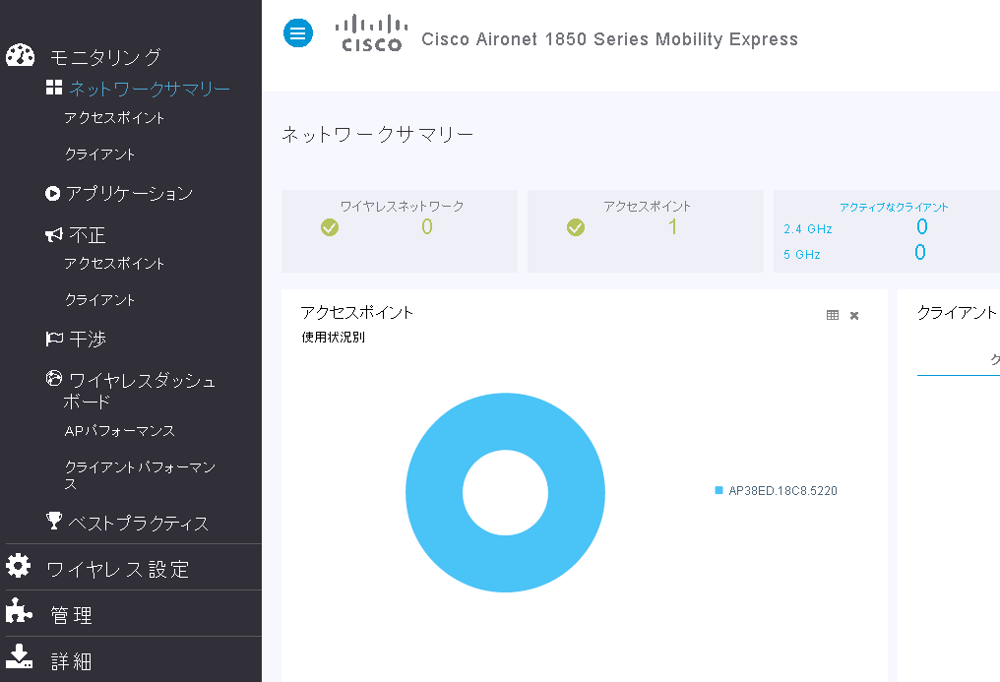 モニタリング
ネットワークサマリー
アクセスポイント
クライアント
アプリケーション
不正
アクセスポイント
クライアント
干渉
ワイヤレスダッシュ
ボード
APパフォーマンス
クライアントパフォーマン
ス
ベストプラクティス
ワイヤレス設定
管理
詳細
CISCO
Cisco Aironet 1850 Series Mobility Express
ネットワークサマリー
ワイヤレスネットワーク
0
アクセスポイント
1
アクティブなクライアント
2.4 GHz 0
5 GHz 0
アクセスポイント
使用状況別
AP38ED.18C8.5220
クライアント
ク